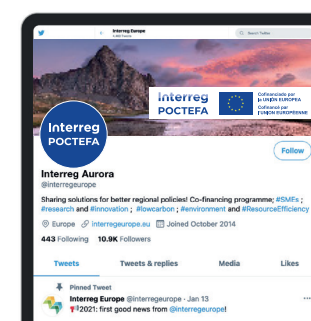 Interreg Europe
Search Twitter
Interreg
POCTEFA
Cofinanciado por
la UNIÓN EUROPEA
Cofinancé par
l'UNION EUROPÉENNE
Interreg
POCTEFA
Follow
Interreg Aurora
@interregeurope
Sharing solutions for better regional policies! Co-financing programme; #SMEs ;
#research and #innovation ; #lowcarbon ; #environment and #ResourceEfficiency
Europe interregeurope.eu Joined October 2014
443 Following 10.9K Followers
Tweets Tweets & replies Media Likes
Pinned Tweet
Interreg Europe @interregeurope · Jan 13 ...
2021: first good news from @interregeurope!